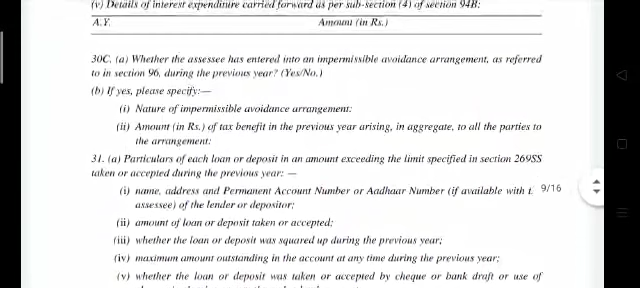 (v) Details of interest expenditure carried forward as per sub-section (4) of section 94B:
A.Y. Amount (in Rs.)
30C. (a) Whether the assessee has entered into an impermissible avoidance arrangement, as referred
to in section 96, during the previous year? (Yes/No.)
(b) If yes, please specify:—
(i) Nature of impermissible avoidance arrangement:
(ii) Amount (in Rs.) of tax benefit in the previous year arising, in aggregate, to all the parties to
the arrangement:
31. (a) Particulars of each loan or deposit in an amount exceeding the limit specified in section 269SS
taken or accepted during the previous year: —
(i) name, address and Permanent Account Number or Aadhaar Number (if available with t 9/16
assessee) of the lender or depositor;
(ii) amount of loan or deposit taken or accepted;
(iii) whether the loan or deposit was squared up during the previous year;
(iv) maximum amount outstanding in the account at any time during the previous year;
(v) whether the loan or deposit was taken or accepted by cheque or bank draft or use of